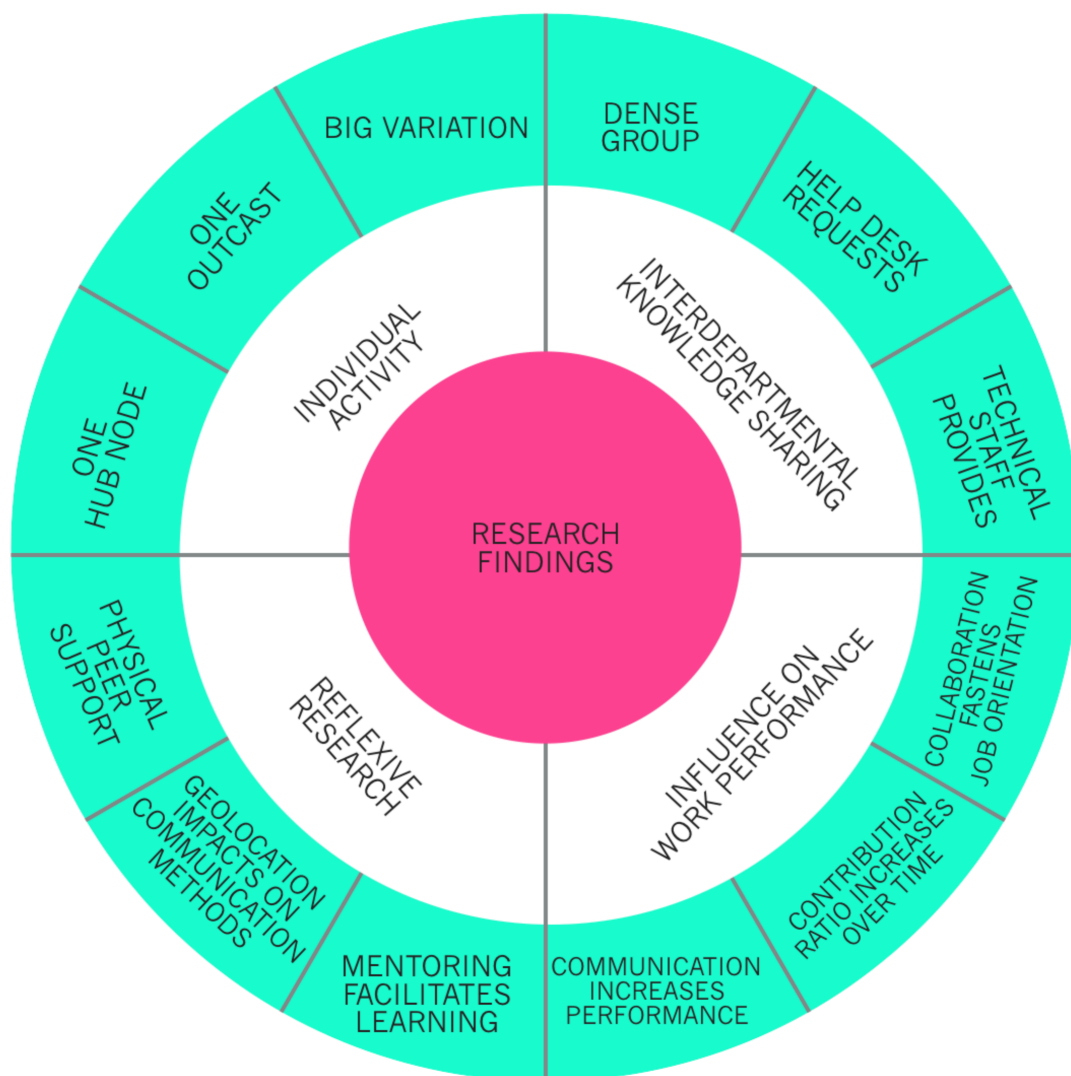 RESEARCH
FINDINGS
INDIVIDUAL
ACTIVITY
INTERDEPARTMENTAL
KNOWLEDGE SHARING
INFLUENCE ON
WORK PERFORMANCE
REFLEXIVE
RESEARCH
DENSE
GROUP
HELP DESK
REQUESTS
TECHNICAL
STAFF
PROVIDES
COLLABORATION
FASTENS
JOB ORIENTATION
CONTRIBUTION
RATIO INCREASES
OVER TIME
COMMUNICATION
INCREASES
PERFORMANCE
MENTORING
FACILITATES
LEARNING
GEOLOCATION
IMPACTS ON
COMMUNICATION
METHODS
PHYSICAL
PEER
SUPPORT
ONE
HUB NODE
ONE
OUTCAST
BIG VARIATION